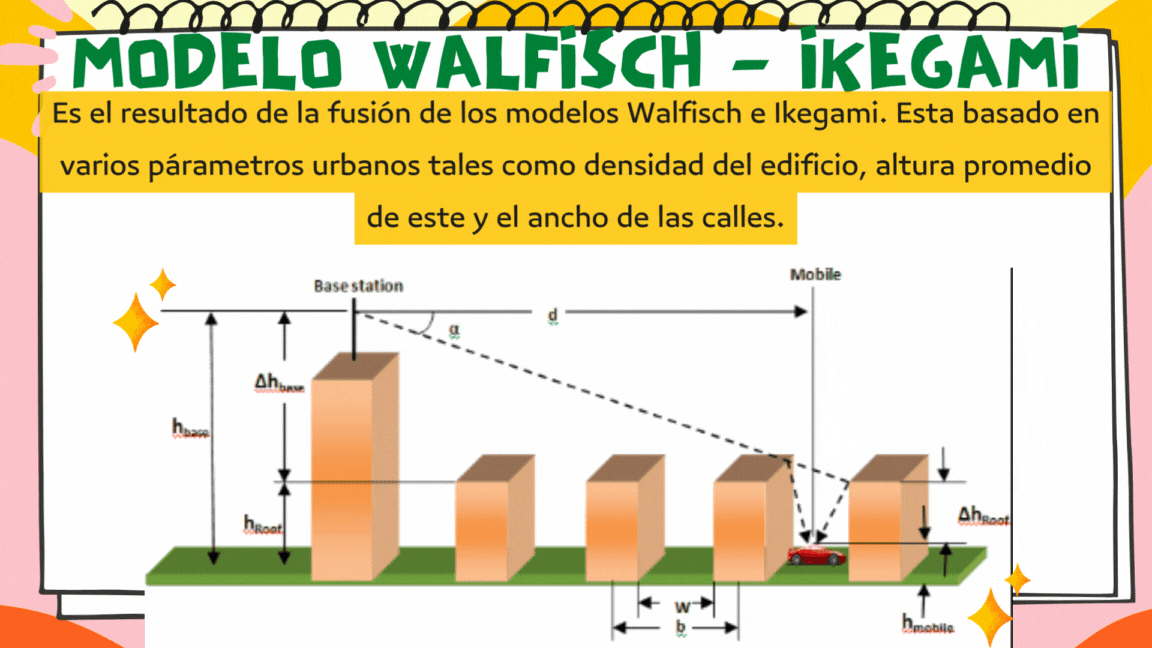 MODELO WALFISCH - IKEGAMI
Es el resultado de la fusión de los modelos Walfisch e Ikegami. Esta basado en
varios párametros urbanos tales como densidad del edificio, altura promedio
de este y el ancho de las calles.
Mobile
Base station
d
α
Δhbase
hbase
hRoof
ΔhRoof
w
b
hmobile